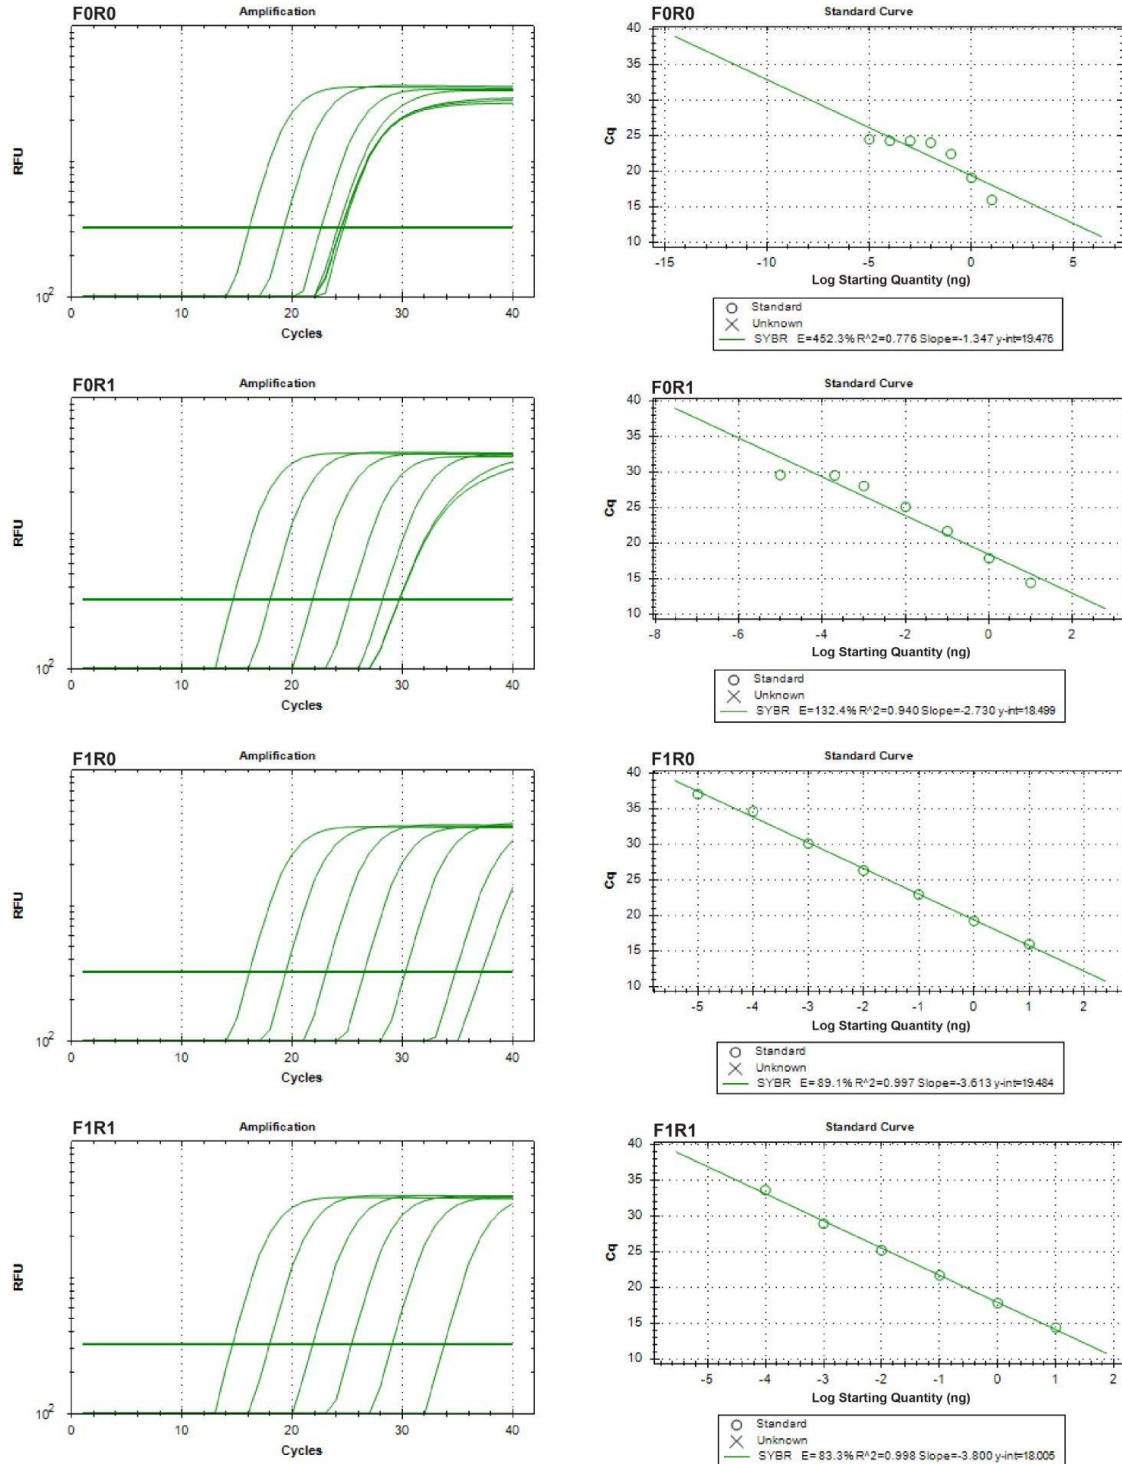 F0R0 Amplification
RFU
10^2
0 10 20 30 40
Cycles
F0R0 Standard Curve
Cq
40
35
30
25
20
15
10
-15 -10 -5 0 5
Log Starting Quantity (ng)
Standard
Unknown
SYBR E=452.3% R^2=0.776 Slope=-1.347 y-int=19.476
F0R1 Amplification
RFU
10^2
0 10 20 30 40
Cycles
F0R1 Standard Curve
Cq
40
35
30
25
20
15
10
-8 -6 -4 -2 0 2
Log Starting Quantity (ng)
Standard
Unknown
SYBR E=132.4% R^2=0.940 Slope=-2.730 y-int=18.499
F1R0 Amplification
RFU
10^2
0 10 20 30 40
Cycles
F1R0 Standard Curve
Cq
40
35
30
25
20
15
10
-5 -4 -3 -2 -1 0 1 2
Log Starting Quantity (ng)
Standard
Unknown
SYBR E= 89.1% R^2=0.997 Slope=-3.613 y-int=19.484
F1R1 Amplification
RFU
10^2
0 10 20 30 40
Cycles
F1R1 Standard Curve
Cq
40
35
30
25
20
15
10
-5 -4 -3 -2 -1 0 1 2
Log Starting Quantity (ng)
Standard
Unknown
SYBR E= 83.3% R^2=0.998 Slope=-3.800 y-int=18.005